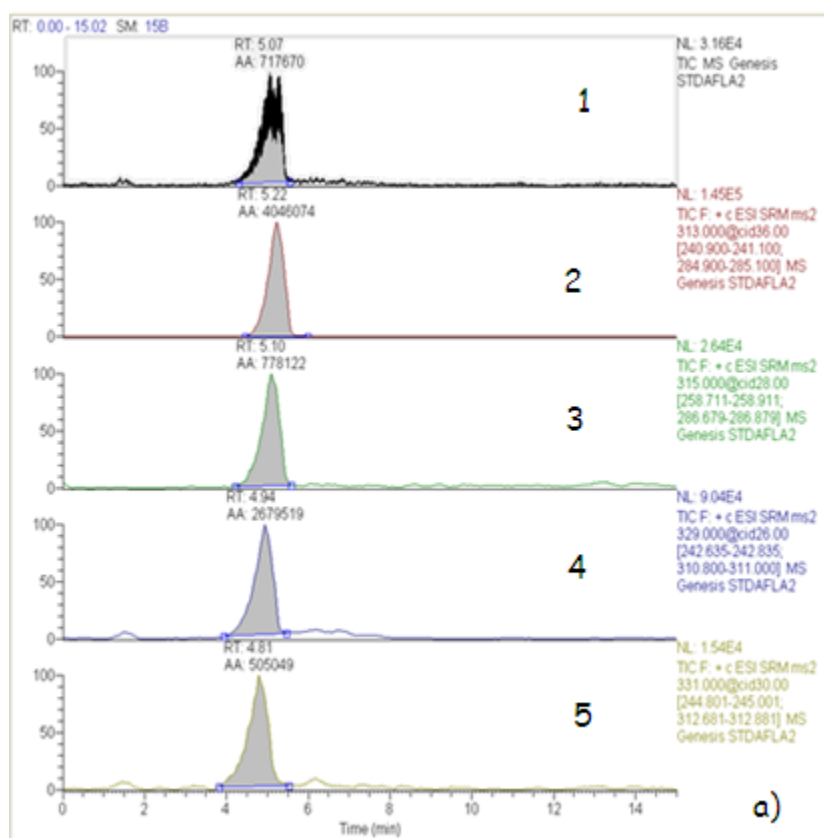 RT: 0.00 - 15.02 SM: 15B
RT: 5.07
AA: 717670
100
50
0
1
NL: 3.16E4
TIC MS Genesis
STDAFLA2
RT: 5.22
AA: 4046074
100
50
0
2
NL: 1.45E5
TIC F: + c ESI SRM ms2
313.000@cid36.00
[240.900-241.100;
284.900-285.100] MS
Genesis STDAFLA2
RT: 5.10
AA: 778122
100
50
0
3
NL: 2.64E4
TIC F: + c ESI SRM ms2
315.000@cid28.00
[258.711-258.911;
286.679-286.879] MS
Genesis STDAFLA2
RT: 4.94
AA: 2679519
100
50
0
4
NL: 9.04E4
TIC F: + c ESI SRM ms2
329.000@cid26.00
[242.635-242.835;
310.800-311.000] MS
Genesis STDAFLA2
RT: 4.81
AA: 505049
100
50
0
5
NL: 1.54E4
TIC F: + c ESI SRM ms2
331.000@cid30.00
[244.801-245.001;
312.681-312.881] MS
Genesis STDAFLA2
0 2 4 6 8 10 12 14
Time (min)
a)